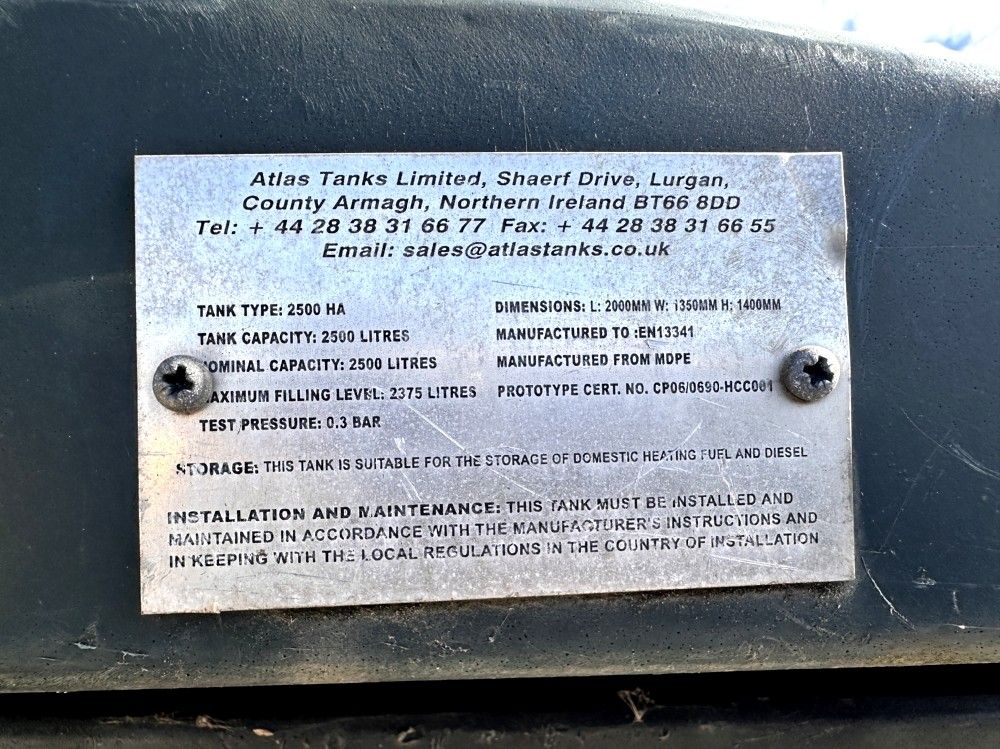 Atlas Tanks Limited, Shaerf Drive, Lurgan,
County Armagh, Northern Ireland BT66 8DD
Tel: + 44 28 38 31 66 77 Fax: + 44 28 38 31 66 55
Email: sales@atlastanks.co.uk
TANK TYPE: 2500 HA
TANK CAPACITY: 2500 LITRES
NOMINAL CAPACITY: 2500 LITRES
MAXIMUM FILLING LEVEL: 2375 LITRES
TEST PRESSURE: 0.3 BAR
DIMENSIONS: L: 2000MM W: 1350MM H: 1400MM
MANUFACTURED TO :EN13341
MANUFACTURED FROM MDPE
PROTOTYPE CERT. NO. CP06/0690-HCC001
STORAGE: THIS TANK IS SUITABLE FOR THE STORAGE OF DOMESTIC HEATING FUEL AND DIESEL
INSTALLATION AND MAINTENANCE: THIS TANK MUST BE INSTALLED AND
MAINTAINED IN ACCORDANCE WITH THE MANUFACTURER'S INSTRUCTIONS AND
IN KEEPING WITH THE LOCAL REGULATIONS IN THE COUNTRY OF INSTALLATION